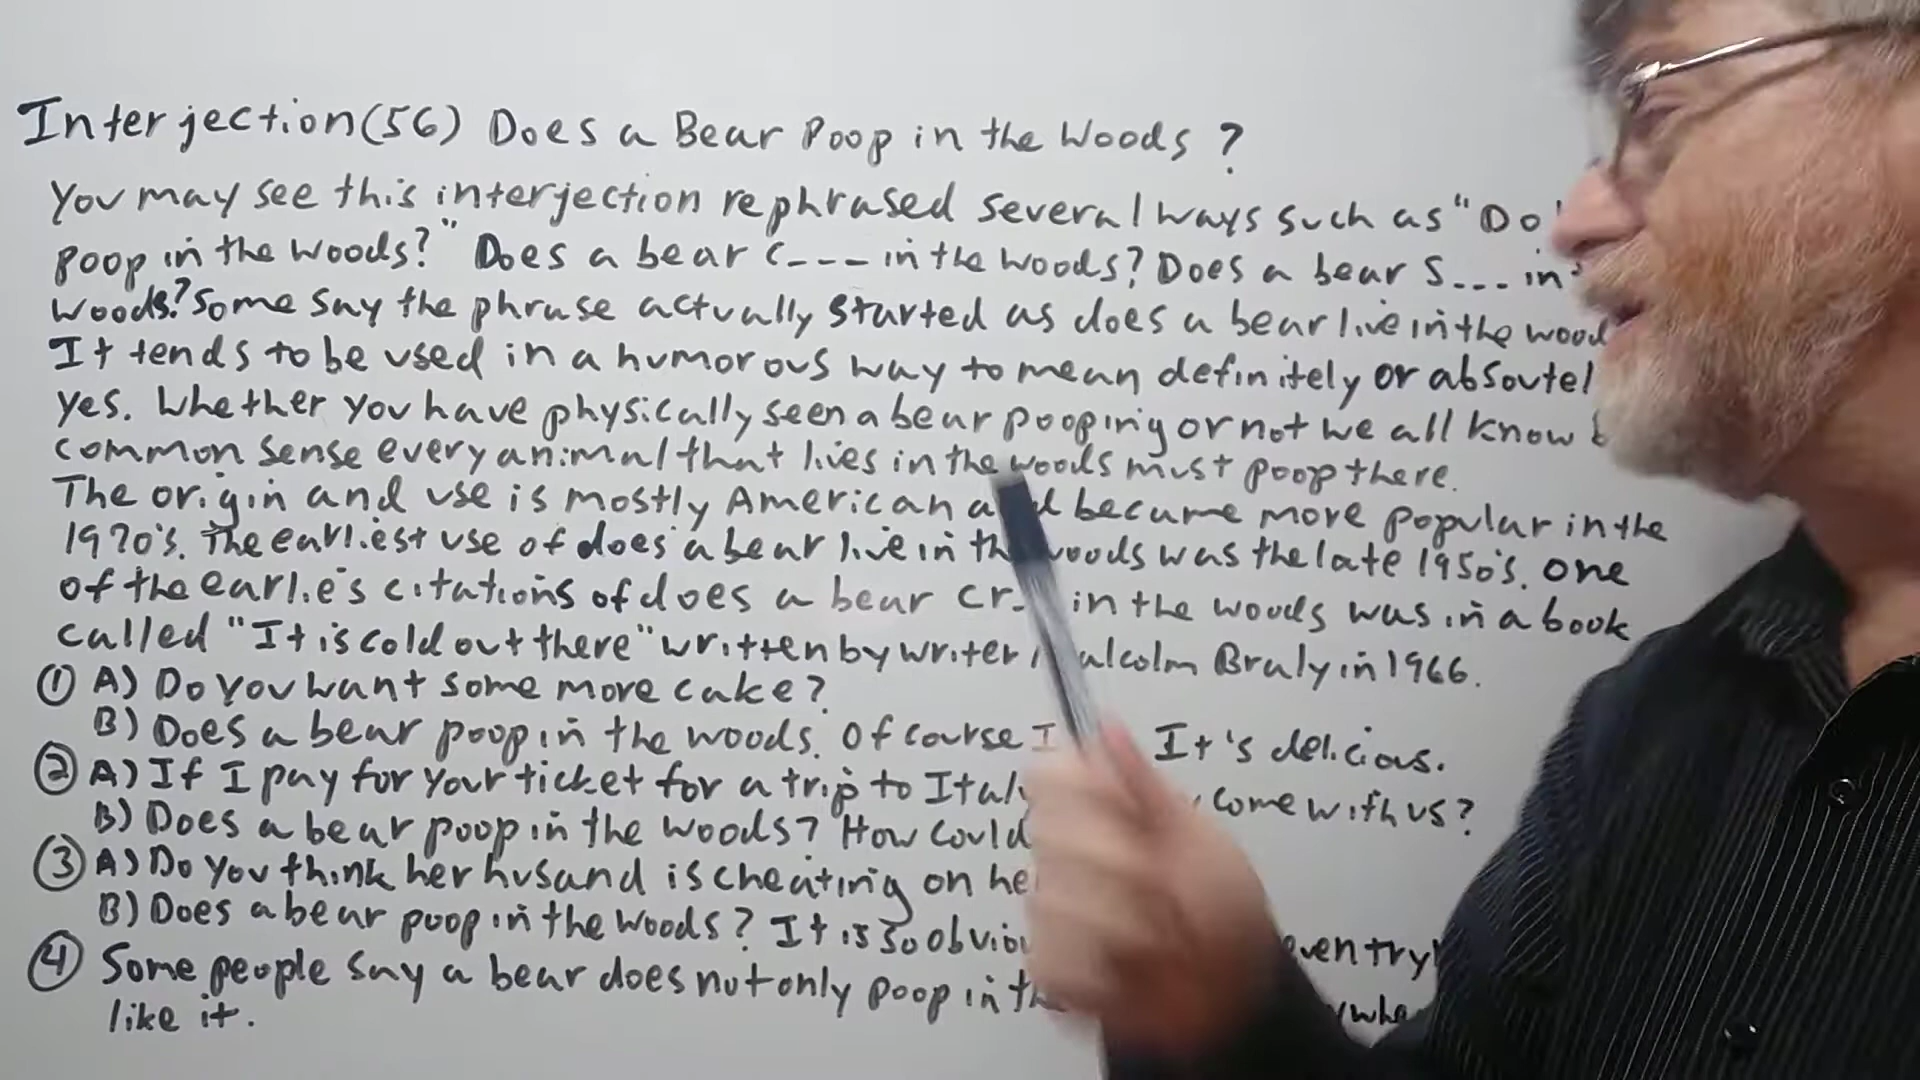 Interjection(56) Does a Bear Poop in the Woods?
You may see this interjection rephrased several ways such as "Do
poop in the woods?" Does a bear C---- in the woods? Does a bear S... in
woods? Some say the phrase actually started as does a bear live in the wood
It tends to be used in a humorous way to mean definitely or absoutel
yes. Whether you have physically seen a bear pooping or not we all know
common sense every animal that lives in the woods must poop there.
The origin and use is mostly American and became more popular in the
1970's. The earliest use of does a bear live in the woods was the late 1950's. one
of the earlies citations of does a bear cr.. in the woods was in a book
called "It is cold out there" written by writer Malcolm Braly in 1966.
① A) Do you want some more cake?
B) Does a bear poop in the woods. Of course I It's delicious.
② A) If I pay for your ticket for a trip to Italy come with us?
B) Does a bear poop in the woods? How could
③ A) Do you think her husand is cheating on he
B) Does a bear poop in the woods? It is so obviou even try
④ Some people say a bear does not only poop in the
like it.